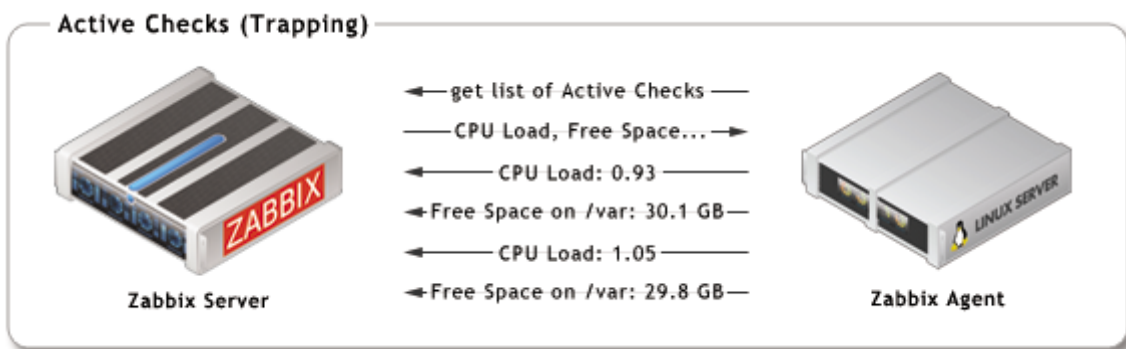 Active Checks (Trapping)
get list of Active Checks
CPU Load, Free Space...
CPU Load: 0.93
Free Space on /var: 30.1 GB
CPU Load: 1.05
Free Space on /var: 29.8 GB
ZABBIX
LINUX SERVER
Zabbix Server
Zabbix Agent